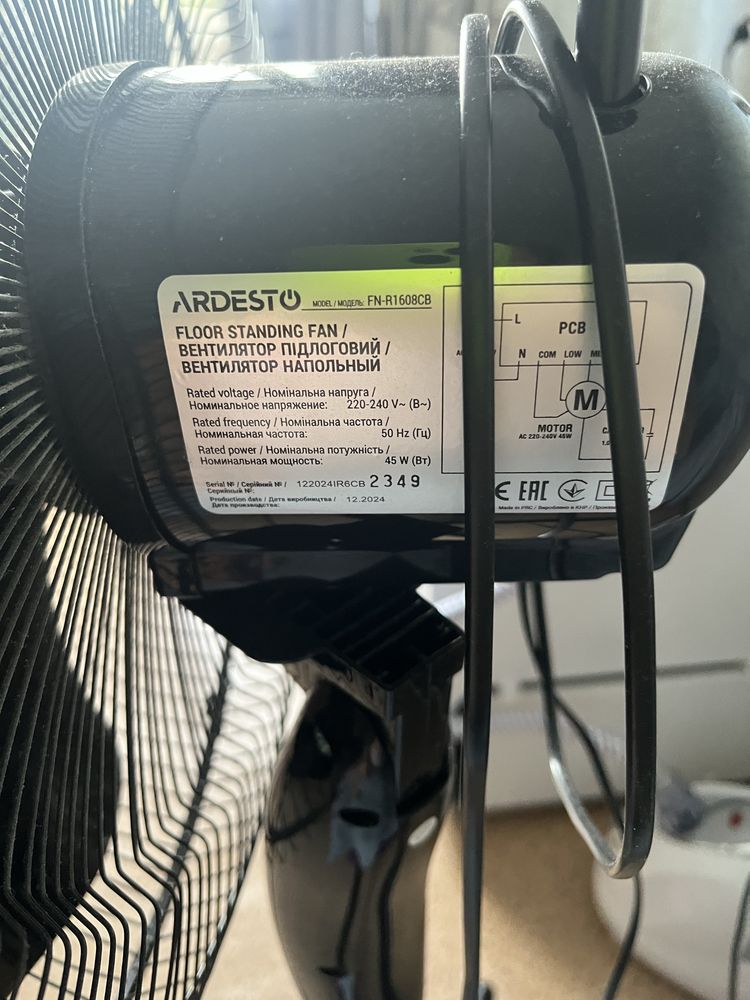 ARDESTO MODEL / МОДЕЛЬ: FN-R1608CB
FLOOR STANDING FAN /
ВЕНТИЛЯТОР ПІДЛОГОВИЙ /
ВЕНТИЛЯТОР НАПОЛЬНЫЙ
Rated voltage / Номінальна напруга /
Номинальное напряжение: 220-240 V~ (В~)
Rated frequency / Номінальна частота /
Номинальная частота: 50 Hz (Гц)
Rated power / Номінальна потужність /
Номинальная мощность: 45 W (Вт)
Serial № / Серійний № /
Серийный №: 122024IR6CB 2349
Production date / Дата виробництва /
Дата производства: 12.2024
L
PCB
N COM LOW
M
MOTOR
AC 220-240V 45W
CE EAC
Made in PRC / Вироблено в КНР /